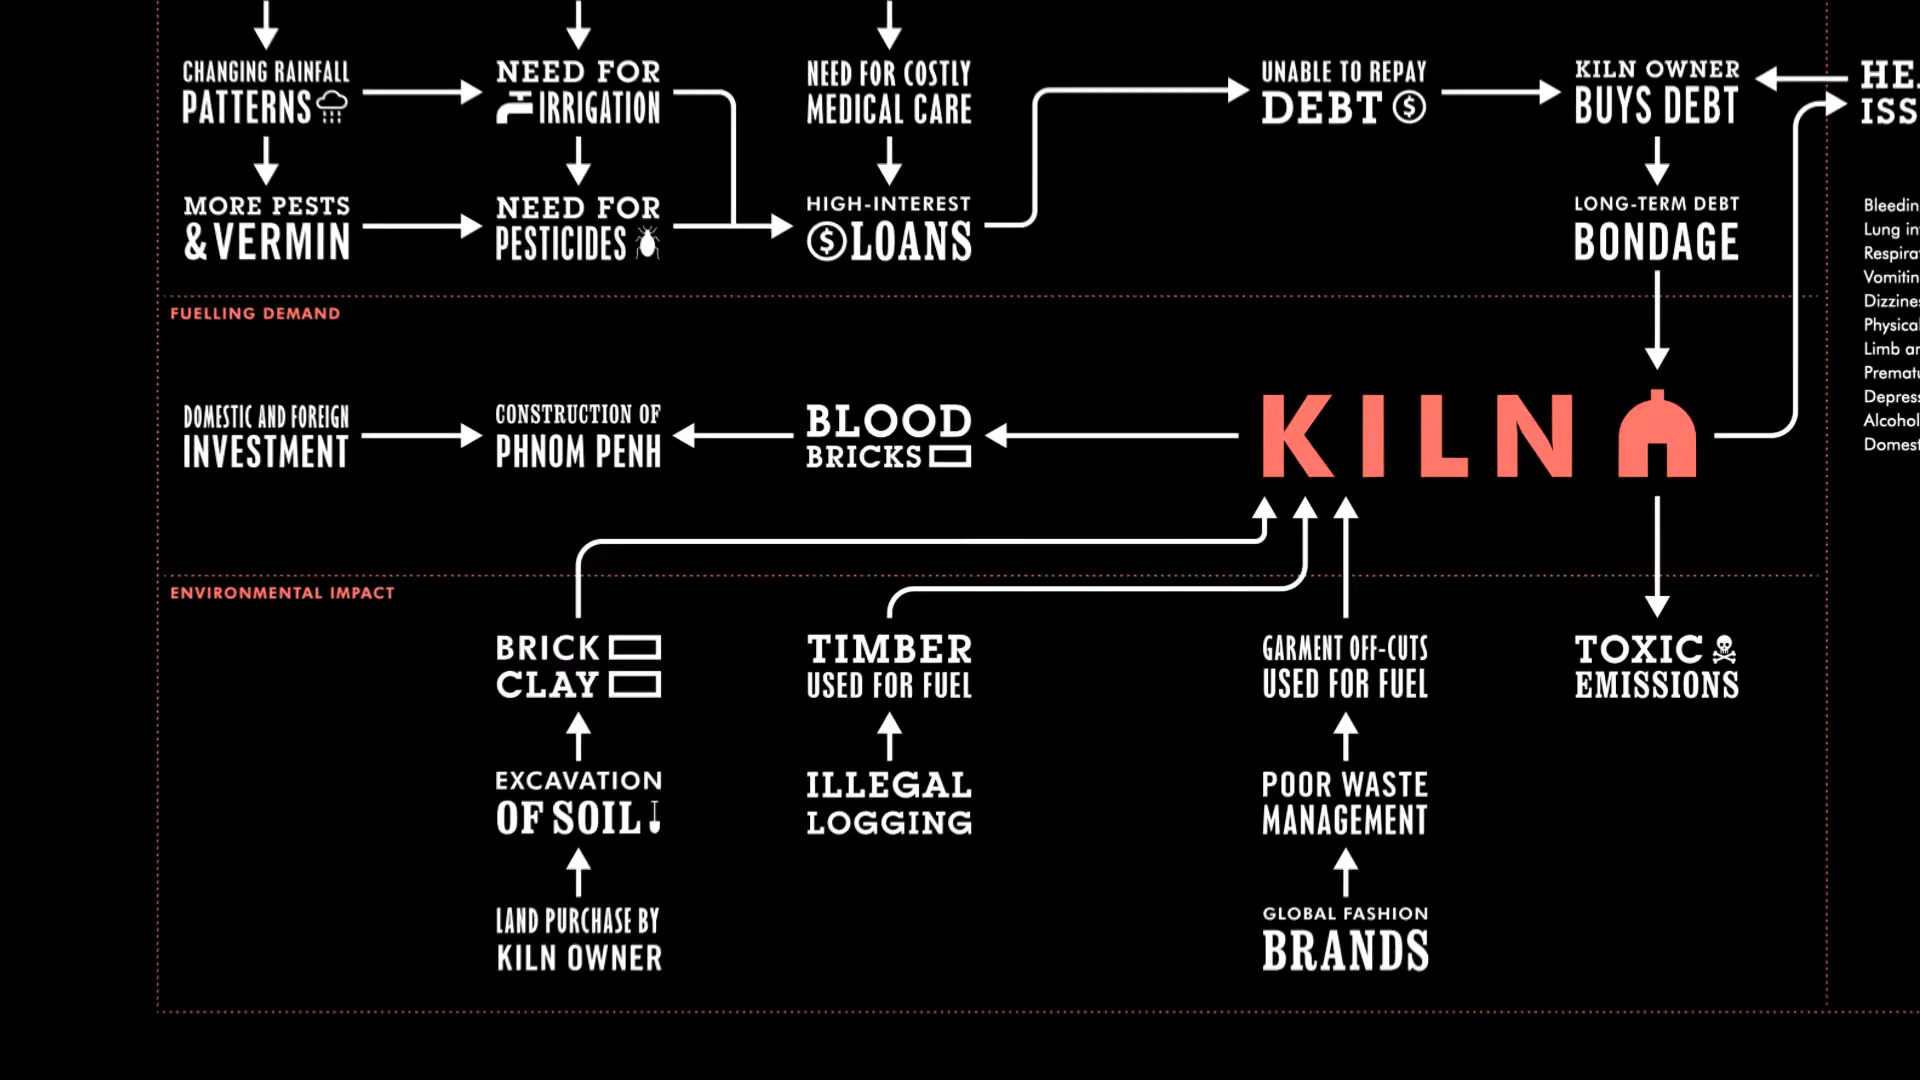 CHANGING RAINFALL
PATTERNS
NEED FOR
IRRIGATION
NEED FOR COSTLY
MEDICAL CARE
UNABLE TO REPAY
DEBT
KILN OWNER
BUYS DEBT
MORE PESTS
& VERMIN
NEED FOR
PESTICIDES
HIGH-INTEREST
LOANS
LONG-TERM DEBT
BONDAGE
FUELLING DEMAND
DOMESTIC AND FOREIGN
INVESTMENT
CONSTRUCTION OF
PHNOM PENH
BLOOD
BRICKS
KILN
ENVIRONMENTAL IMPACT
BRICK
CLAY
TIMBER
USED FOR FUEL
GARMENT OFF-CUTS
USED FOR FUEL
TOXIC
EMISSIONS
EXCAVATION
OF SOIL
ILLEGAL
LOGGING
POOR WASTE
MANAGEMENT
LAND PURCHASE BY
KILN OWNER
GLOBAL FASHION
BRANDS
Lung
Limb